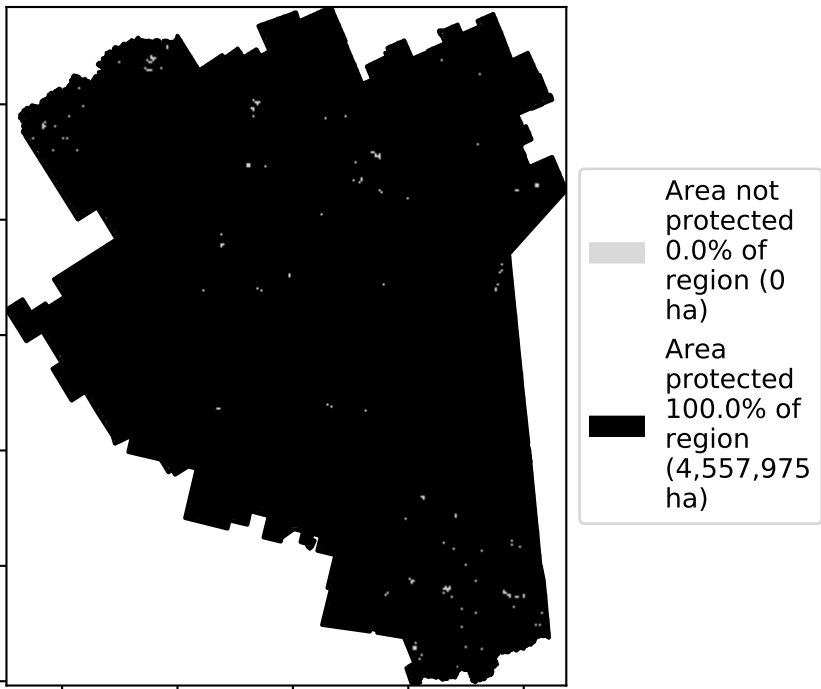 Area not
protected
0.0% of
region (0
ha)
Area
protected
100.0% of
region
(4,557,975
ha)